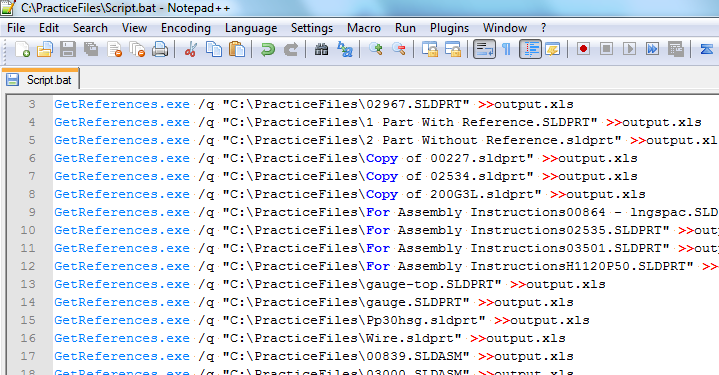 C:\PracticeFiles\Script.bat - Notepad++
File Edit Search View Encoding Language Settings Macro Run Plugins Window ?
Script.bat
3 GetReferences.exe /q "C:\PracticeFiles\02967.SLDPRT" >>output.xls
4 GetReferences.exe /q "C:\PracticeFiles\1 Part With Reference.SLDPRT" >>output.xls
5 GetReferences.exe /q "C:\PracticeFiles\2 Part Without Reference.sldprt" >>output.xl
6 GetReferences.exe /q "C:\PracticeFiles\Copy of 00227.sldprt" >>output.xls
7 GetReferences.exe /q "C:\PracticeFiles\Copy of 02534.sldprt" >>output.xls
8 GetReferences.exe /q "C:\PracticeFiles\Copy of 200G3L.sldprt" >>output.xls
9 GetReferences.exe /q "C:\PracticeFiles\For Assembly Instructions00864 - lngspac.SLD
10 GetReferences.exe /q "C:\PracticeFiles\For Assembly Instructions02535.SLDPRT" >>out
11 GetReferences.exe /q "C:\PracticeFiles\For Assembly Instructions03501.SLDPRT" >>out
12 GetReferences.exe /q "C:\PracticeFiles\For Assembly InstructionsH1120P50.SLDPRT" >>
13 GetReferences.exe /q "C:\PracticeFiles\gauge-top.SLDPRT" >>output.xls
14 GetReferences.exe /q "C:\PracticeFiles\gauge.SLDPRT" >>output.xls
15 GetReferences.exe /q "C:\PracticeFiles\Pp30hsg.sldprt" >>output.xls
16 GetReferences.exe /q "C:\PracticeFiles\Wire.sldprt" >>output.xls
17 GetReferences.exe /q "C:\PracticeFiles\00839.SLDASM" >>output.xls
18 GetReferences.exe /q "C:\PracticeFiles\03000.SLDASM" >>output.xls